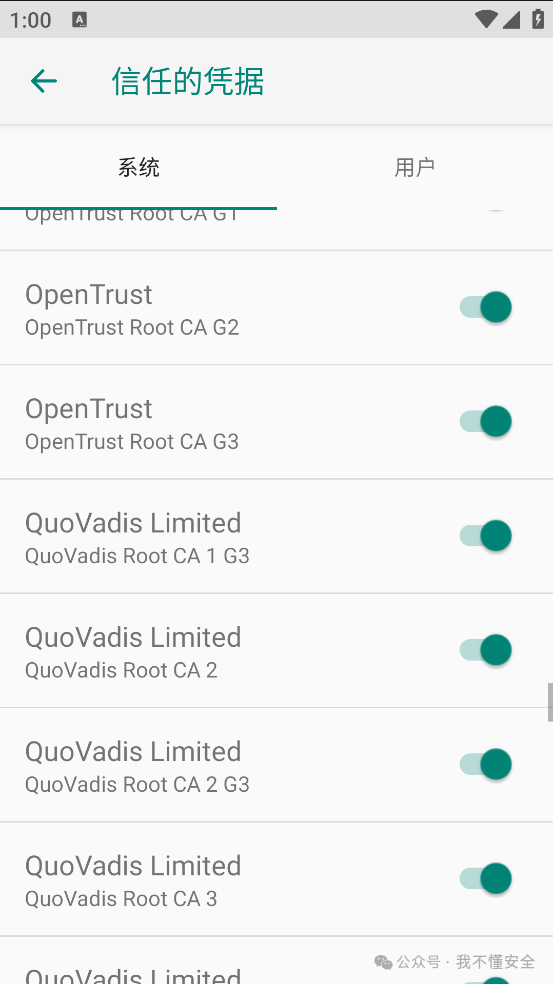 1:00
信任的凭据
系统
用户
OpenTrust Root CA G1
OpenTrust
OpenTrust Root CA G2
OpenTrust
OpenTrust Root CA G3
QuoVadis Limited
QuoVadis Root CA 1 G3
QuoVadis Limited
QuoVadis Root CA 2
QuoVadis Limited
QuoVadis Root CA 2 G3
QuoVadis Limited
QuoVadis Root CA 3
QuoVadis Limited
公众号 · 我不懂安全